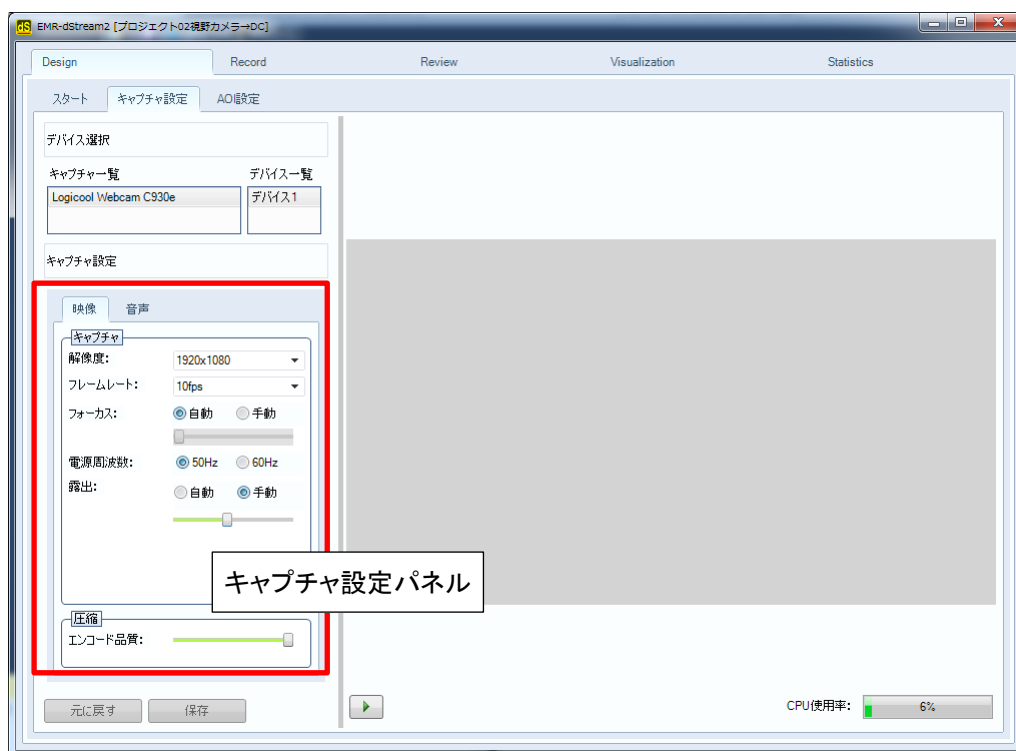 dS EMR-dStream2 [プロジェクト02視野カメラ→DC]
Design Record Review Visualization Statistics
スタート キャプチャ設定 AOI設定
デバイス選択
キャプチャ一覧 デバイス一覧
Logicool Webcam C930e デバイス1
キャプチャ設定
映像 音声
キャプチャ
解像度: 1920x1080
フレームレート: 10fps
フォーカス: 自動 手動
電源周波数: 50Hz 60Hz
露出: 自動 手動
キャプチャ設定パネル
圧縮
エンコード品質:
元に戻す 保存 CPU使用率: 6%